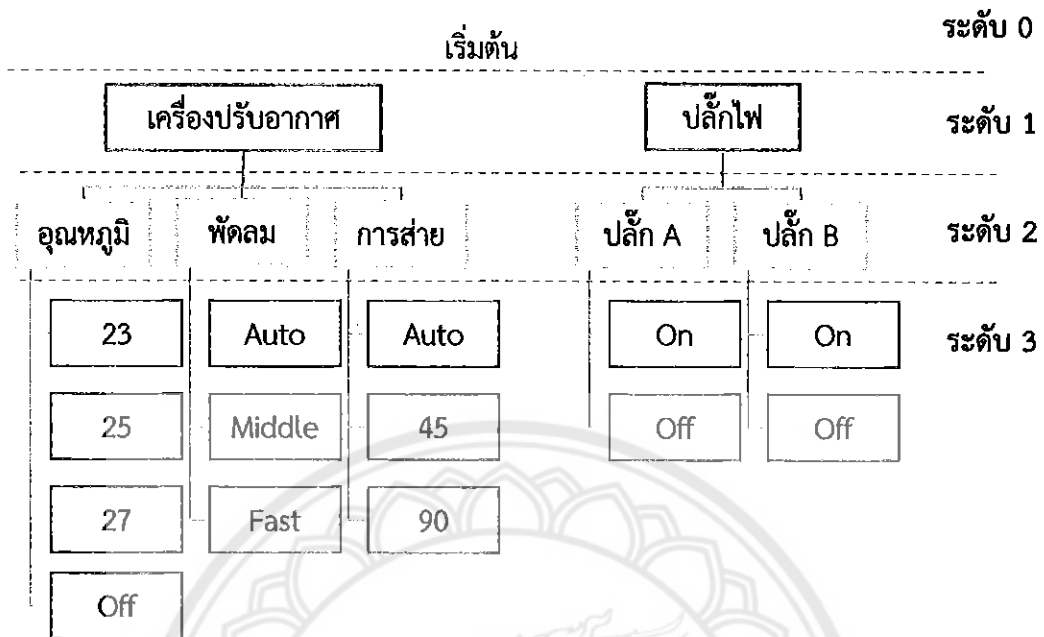 ระดับ 0
เริ่มต้น
เครื่องปรับอากาศ ปลั๊กไฟ ระดับ 1
อุณหภูมิ พัดลม การส่าย ปลั๊ก A ปลั๊ก B ระดับ 2
23 Auto Auto On On ระดับ 3
25 Middle 45 Off Off
27 Fast 90
Off